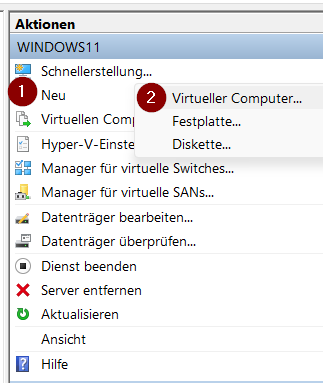 Aktionen
WINDOWS11
Schnellerstellung...
1 Neu
2 Virtueller Computer...
Virtuellen
Festplatte...
Hyper-V-Einste
Diskette...
Manager für virtuelle Switches...
Manager für virtuelle SANs...
Datenträger bearbeiten...
Datenträger überprüfen...
Dienst beenden
Server entfernen
Aktualisieren
Ansicht
Hilfe